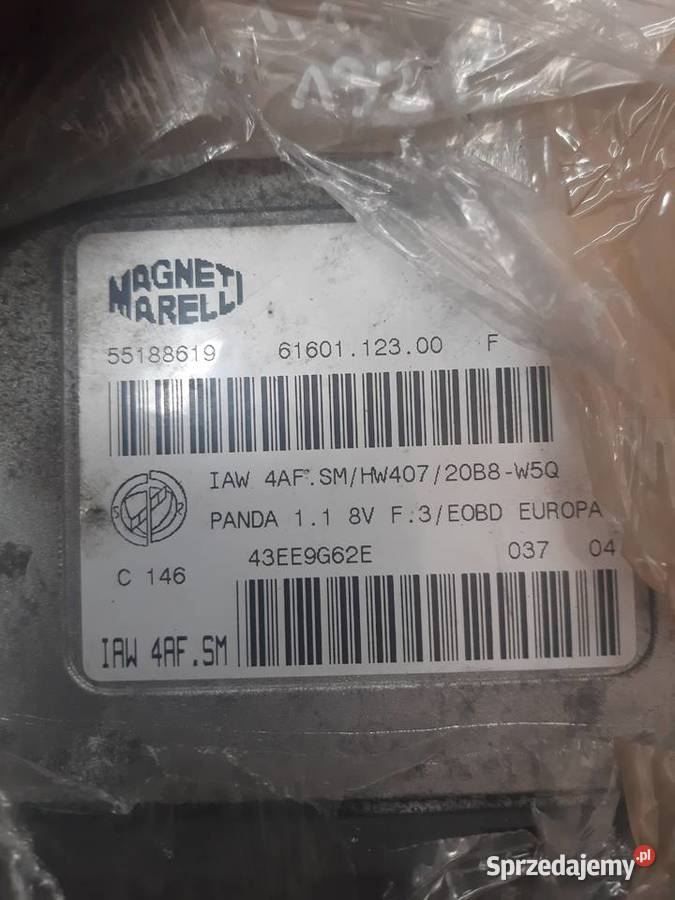 MAGNETI
MARELLI
55188619 61601.123.00 F
IAW 4AF.SM/HW407/20B8-W5Q
PANDA 1.1 8V F.3/EOBD EUROPA
43EE9G62E 037 04
C 146
IAW 4AF.SM
Sprzedajemy.pl